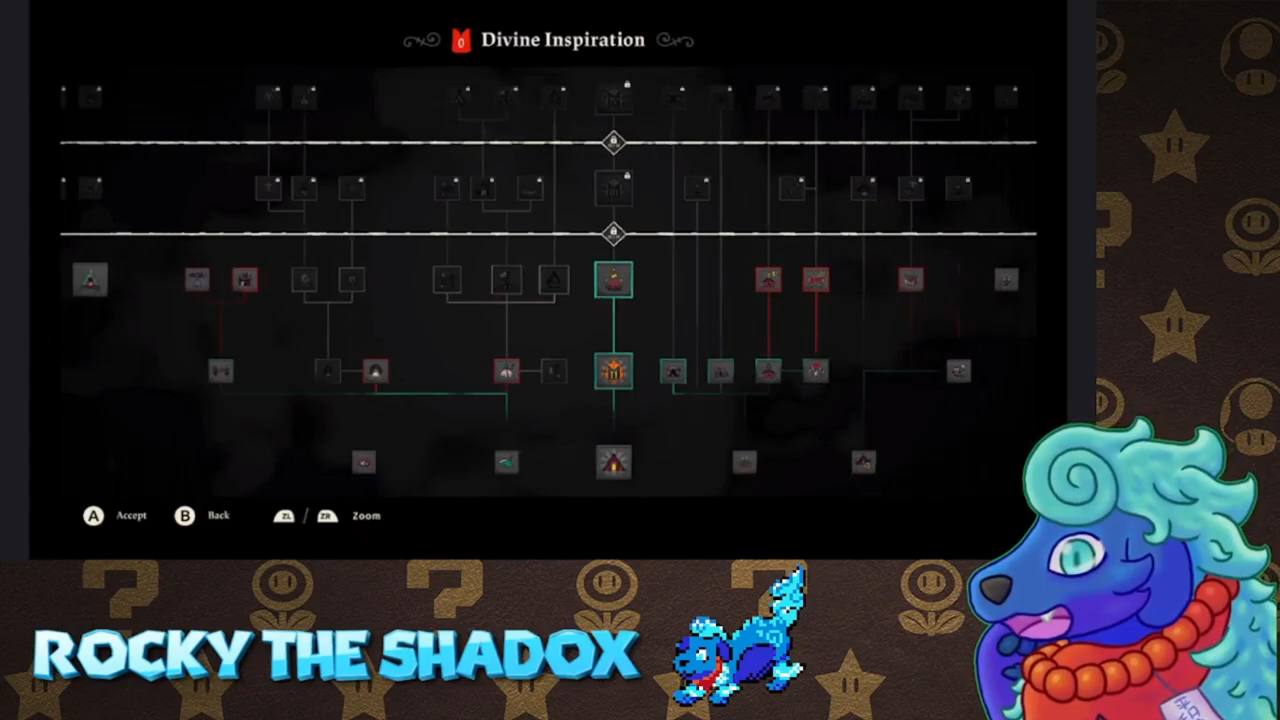 0 Divine Inspiration
A Accept B Back ZL / ZR Zoom
ROCKY THE SHADOX